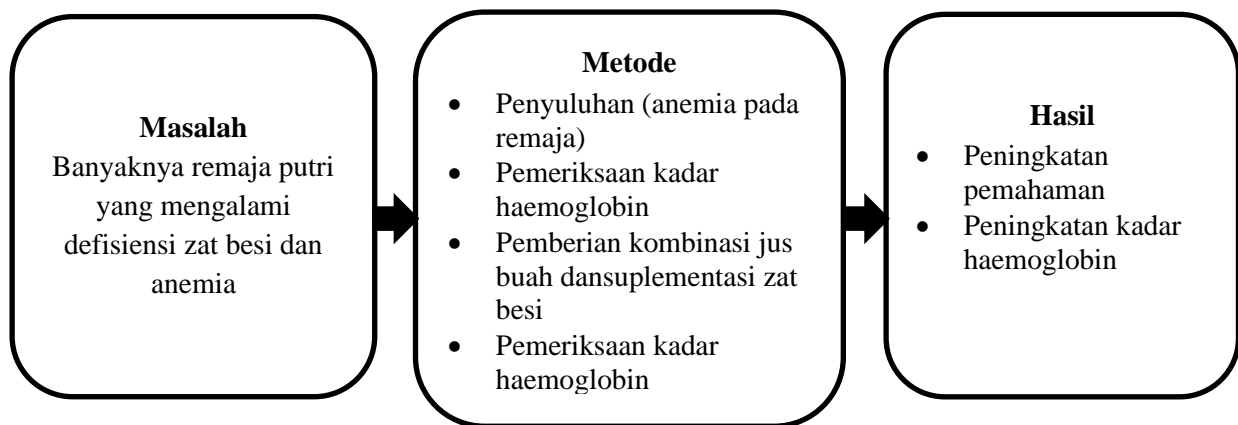 Masalah
Banyaknya remaja putri
yang mengalami
defisiensi zat besi dan
anemia
Metode
• Penyuluhan (anemia pada
remaja)
• Pemeriksaan kadar
haemoglobin
• Pemberian kombinasi jus
buah dansuplementasi zat
besi
• Pemeriksaan kadar
haemoglobin
Hasil
• Peningkatan
pemahaman
• Peningkatan kadar
haemoglobin